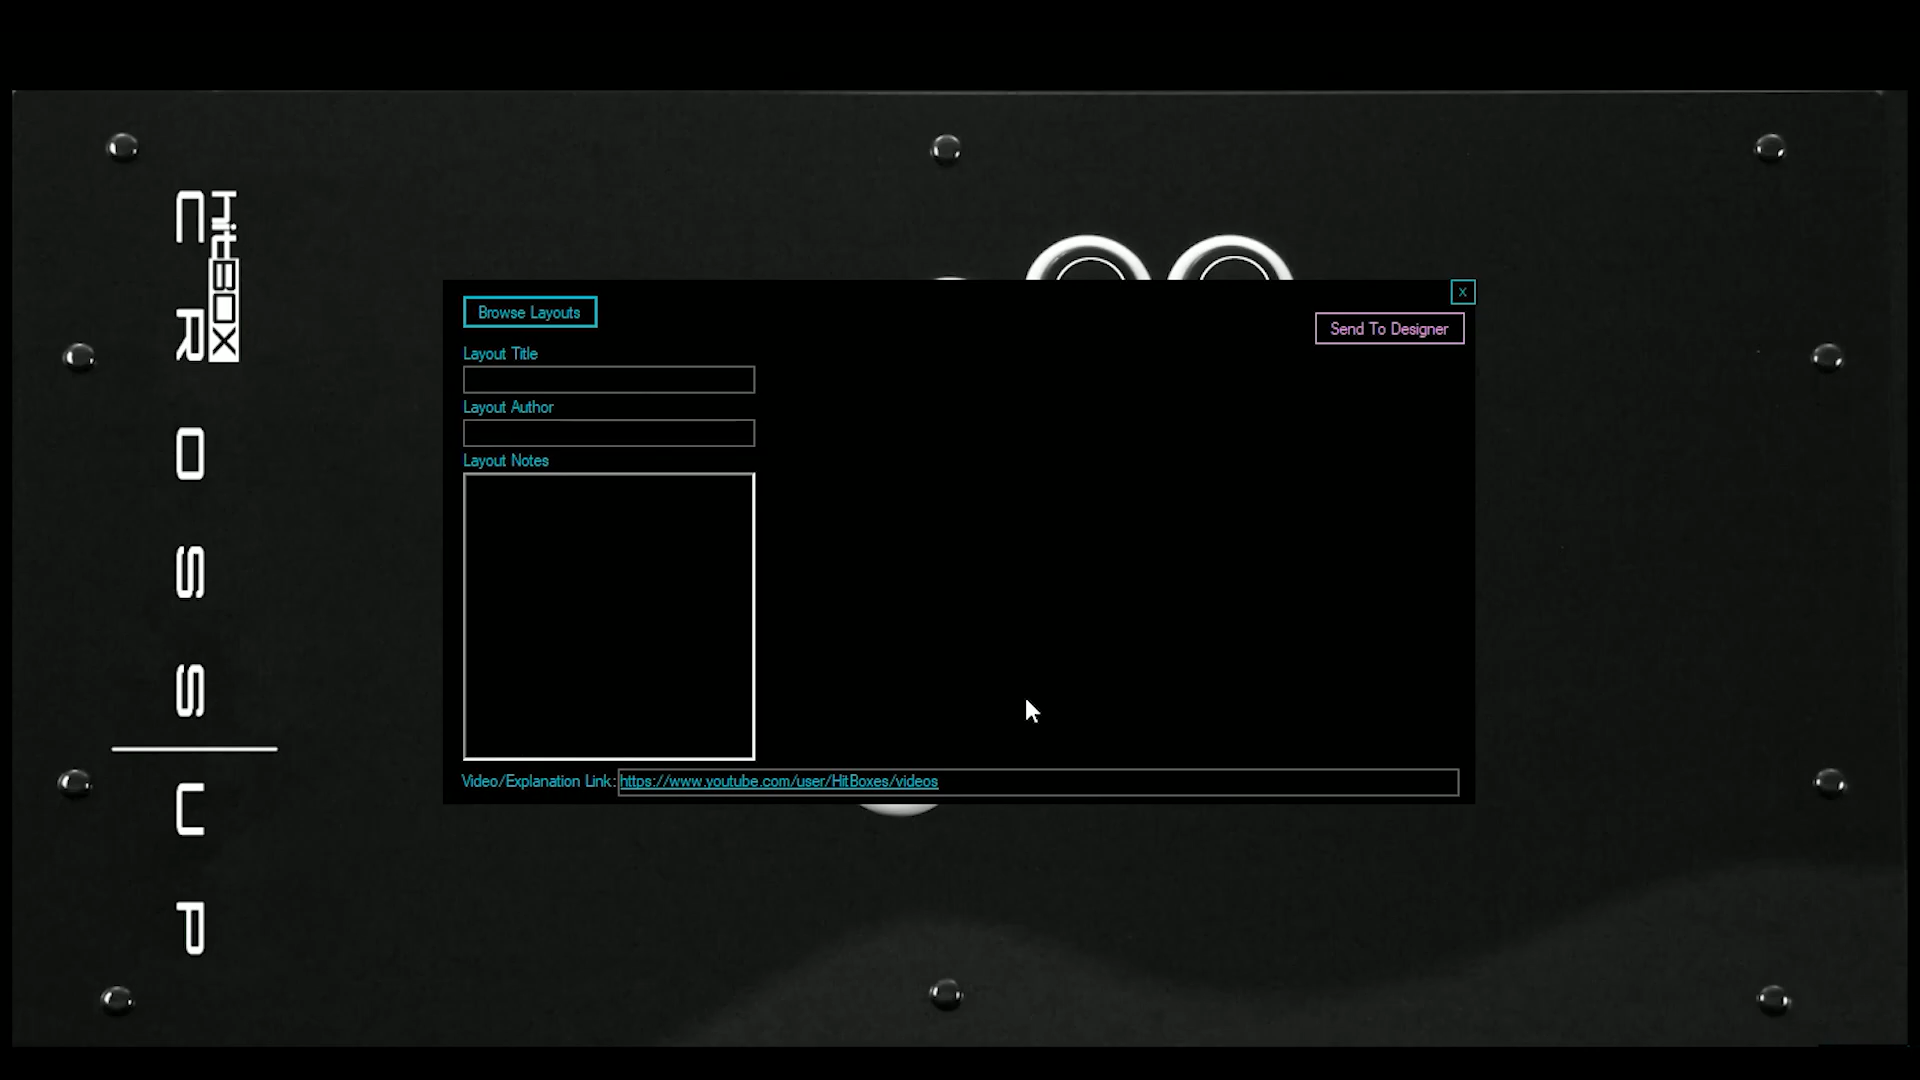 hitBOX
CROSS|UP
x
Browse Layouts
Send To Designer
Layout Title
Layout Author
Layout Notes
Video/Explanation Link: https://www.youtube.com/user/HitBoxes/videos